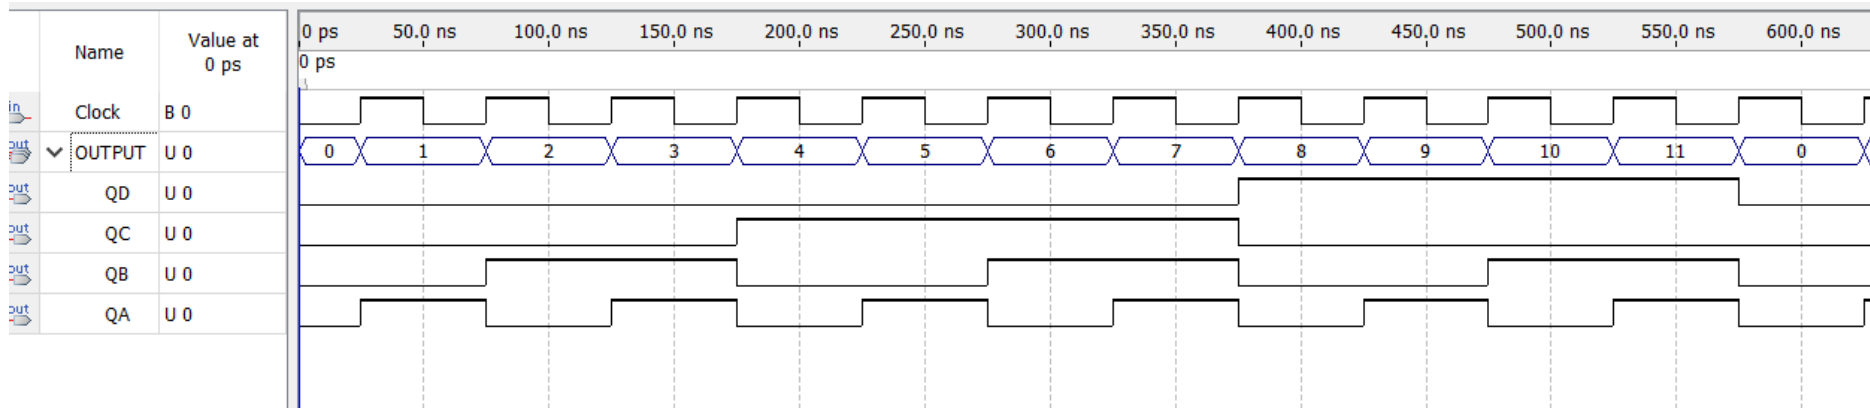 Name Value at 0 ps 0 ps 50.0 ns 100.0 ns 150.0 ns 200.0 ns 250.0 ns 300.0 ns 350.0 ns 400.0 ns 450.0 ns 500.0 ns 550.0 ns 600.0 ns
0 ps
in Clock B 0
out OUTPUT U 0 0 1 2 3 4 5 6 7 8 9 10 11 0
out QD U 0
out QC U 0
out QB U 0
out QA U 0